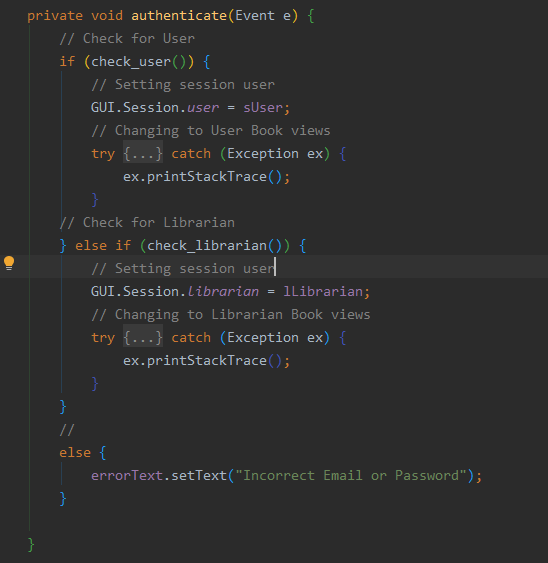 private void authenticate(Event e) {
    // Check for User
    if (check_user()) {
        // Setting session user
        GUI.Session.user = sUser;
        // Changing to User Book views
        try {...} catch (Exception ex) {
            ex.printStackTrace();
        }
    // Check for Librarian
    } else if (check_librarian()) {
        // Setting session user
        GUI.Session.librarian = lLibrarian;
        // Changing to Librarian Book views
        try {...} catch (Exception ex) {
            ex.printStackTrace();
        }
    }
    //
    else {
        errorText.setText("Incorrect Email or Password");
    }
}